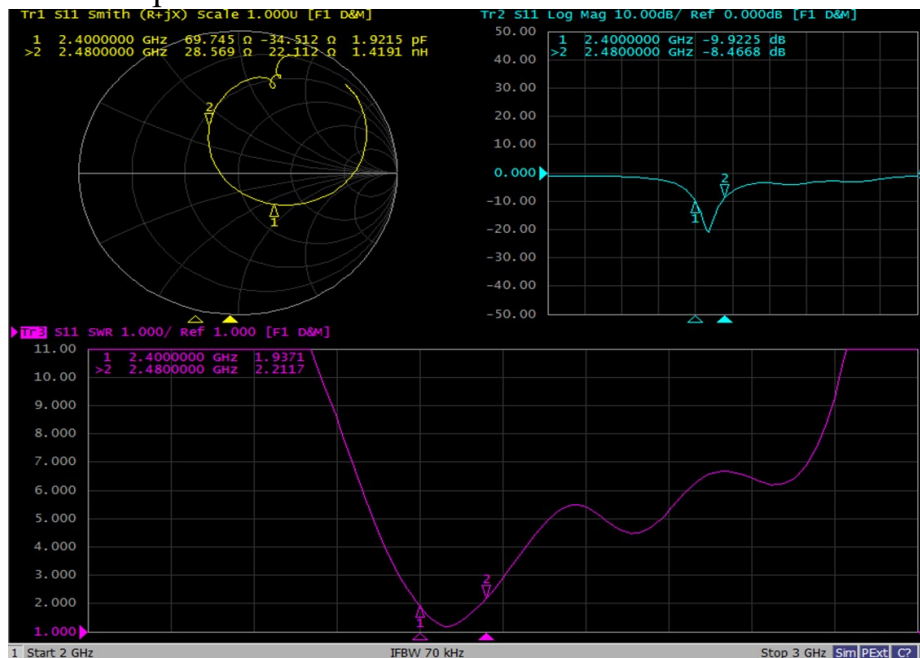 Tr1 S11 Smith (R+jX) Scale 1.000U [F1 D&M]
1 2.4000000 GHz 69.745 Ω -34.512 Ω 1.9215 pF
>2 2.4800000 GHz 28.569 Ω 22.112 Ω 1.4191 nH
2
1
Tr2 S11 Log Mag 10.00dB/ Ref 0.000dB [F1 D&M]
50.00
1 2.4000000 GHz -9.9225 dB
>2 2.4800000 GHz -8.4668 dB
40.00
30.00
20.00
10.00
0.000
2
-10.00
1
-20.00
-30.00
-40.00
-50.00
Tr3 S11 SWR 1.000/ Ref 1.000 [F1 D&M]
11.00
1 2.4000000 GHz 1.9371
>2 2.4800000 GHz 2.2117
10.00
9.000
8.000
7.000
6.000
5.000
4.000
3.000
2
2.000
1
1.000
1 Start 2 GHz IFBW 70 kHz Stop 3 GHz Sim PExt C?